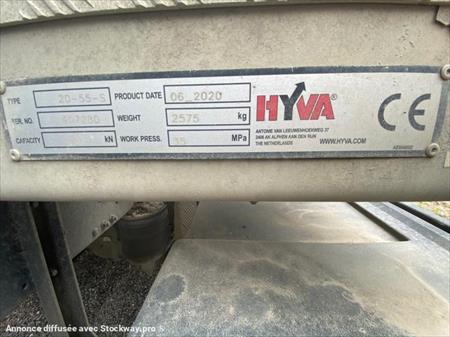 TYPE 20-55-S PRODUCT DATE 06_2020
SER. NO. WEIGHT 2575 kg
CAPACITY kN WORK PRESS. 35 MPa
HYVA®
ANTONIE VAN LEEUWENHOEKWEG 37
2408 AK ALPHEN AAN DEN RIJN
THE NETHERLANDS
WWW.HYVA.COM
CE
Annonce diffusée avec Stockway.pro